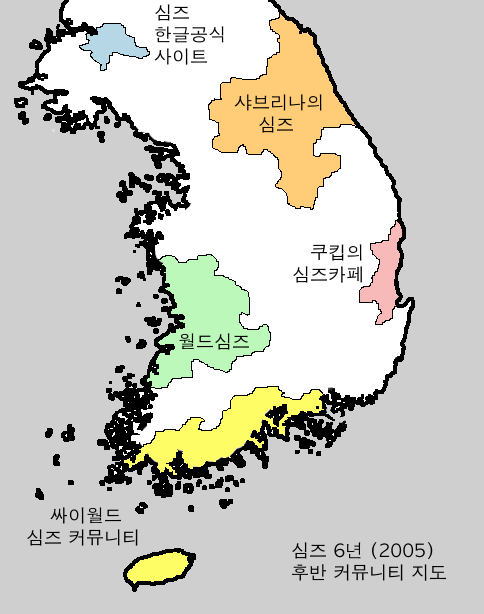 심즈
한글공식
사이트
샤브리나의
심즈
쿠킵의
심즈카페
월드심즈
싸이월드
심즈 커뮤니티
심즈 6년 (2005)
후반 커뮤니티 지도